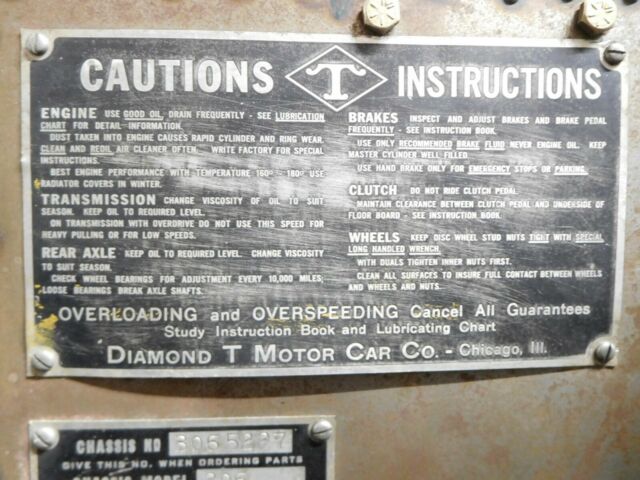 CAUTIONS T INSTRUCTIONS
ENGINE USE GOOD OIL, DRAIN FREQUENTLY - SEE LUBRICATION
CHART FOR DETAIL INFORMATION.
DUST TAKEN INTO ENGINE CAUSES RAPID CYLINDER AND RING WEAR.
CLEAN AND REOIL AIR CLEANER OFTEN. WRITE FACTORY FOR SPECIAL
INSTRUCTIONS.
BEST ENGINE PERFORMANCE WITH TEMPERATURE 160° - 180° USE
RADIATOR COVERS IN WINTER.
TRANSMISSION CHANGE VISCOSITY OF OIL TO SUIT
SEASON. KEEP OIL TO REQUIRED LEVEL.
ON TRANSMISSION WITH OVERDRIVE DO NOT USE THIS SPEED FOR
HEAVY PULLING OR FOR LOW SPEEDS.
REAR AXLE KEEP OIL TO REQUIRED LEVEL. CHANGE VISCOSITY
TO SUIT SEASON.
CHECK WHEEL BEARINGS FOR ADJUSTMENT EVERY 10,000 MILES
LOOSE BEARINGS BREAK AXLE SHAFTS.
BRAKES INSPECT AND ADJUST BRAKES AND BRAKE PEDAL
FREQUENTLY - SEE INSTRUCTION BOOK.
USE ONLY RECOMMENDED BRAKE FLUID NEVER ENGINE OIL. KEEP
MASTER CYLINDER WELL FILLED.
USE HAND BRAKE ONLY FOR EMERGENCY STOPS OR PARKING.
CLUTCH DO NOT RIDE CLUTCH PEDAL.
MAINTAIN CLEARANCE BETWEEN CLUTCH PEDAL AND UNDERSIDE OF
FLOOR BOARD - SEE INSTRUCTION BOOK.
WHEELS KEEP DISC WHEEL STUD NUTS TIGHT WITH SPECIAL
LONG HANDLED WRENCH.
WITH DUALS TIGHTEN INNER NUTS FIRST.
CLEAN ALL SURFACES TO INSURE FULL CONTACT BETWEEN WHEELS
AND WHEELS AND NUTS.
OVERLOADING and OVERSPEEDING Cancel All Guarantees
Study Instruction Book and Lubricating Chart
DIAMOND T MOTOR CAR CO. - Chicago, Ill.
CHASSIS NO 8065227
GIVE THIS NO. WHEN ORDERING PARTS
CHASSIS MODEL